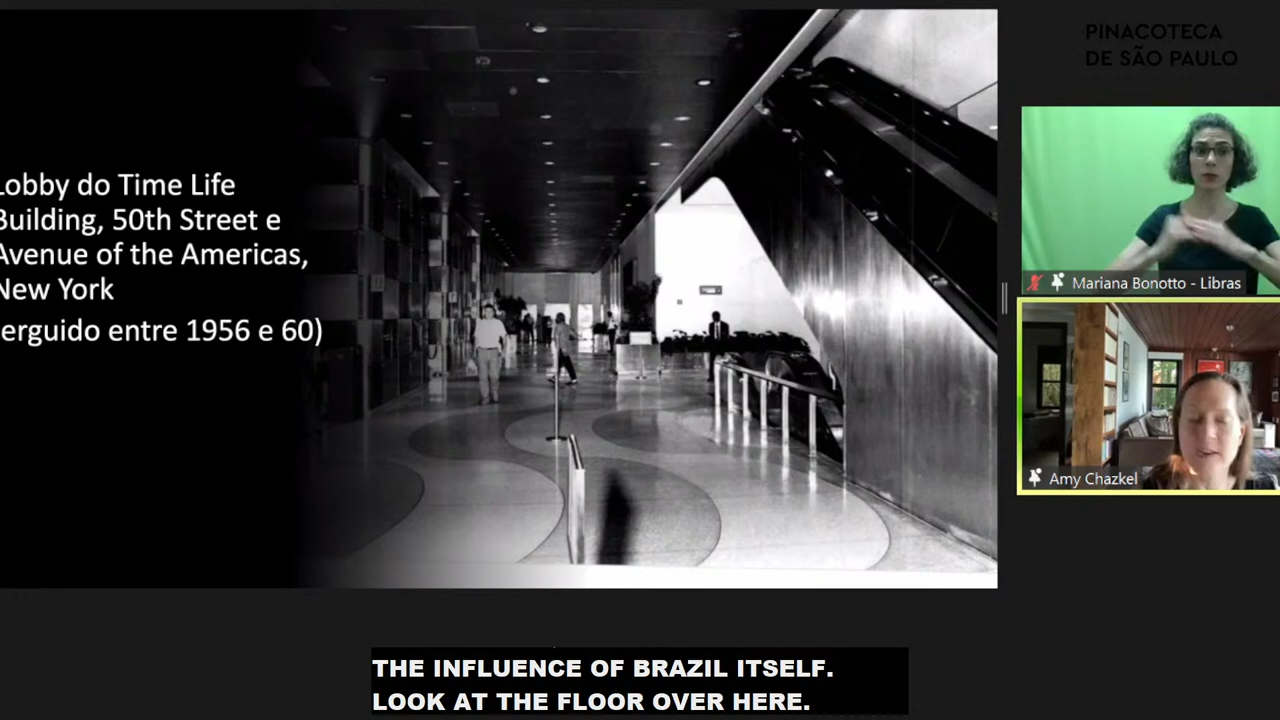 Lobby do Time Life
Building, 50th Street e
Avenue of the Americas,
New York
erguido entre 1956 e 60)
PINACOTECA
DE SÃO PAULO
Mariana Bonotto - Libras
Amy Chazkel
THE INFLUENCE OF BRAZIL ITSELF.
LOOK AT THE FLOOR OVER HERE.